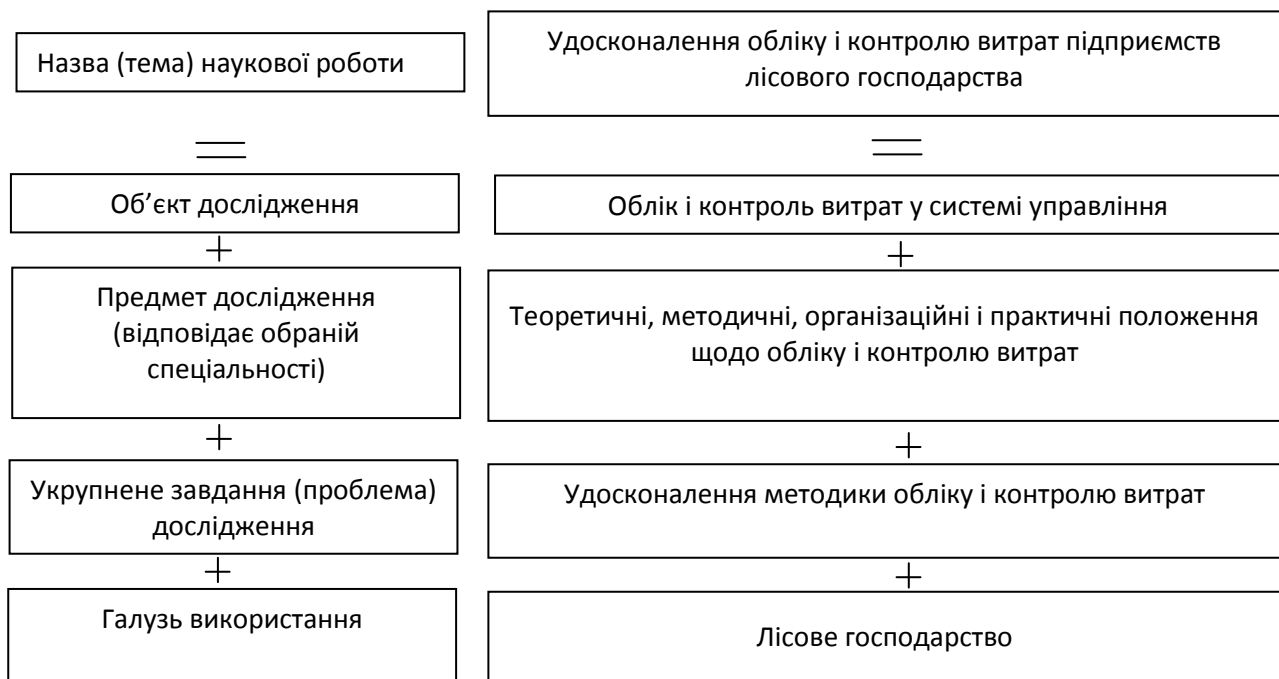 Назва (тема) наукової роботи
Удосконалення обліку і контролю витрат підприємств
лісового господарства
=
=
Об’єкт дослідження
Облік і контроль витрат у системі управління
+
+
Предмет дослідження
(відповідає обраній
спеціальності)
Теоретичні, методичні, організаційні і практичні положення
щодо обліку і контролю витрат
+
+
Укрупнене завдання (проблема)
дослідження
Удосконалення методики обліку і контролю витрат
+
+
Галузь використання
Лісове господарство